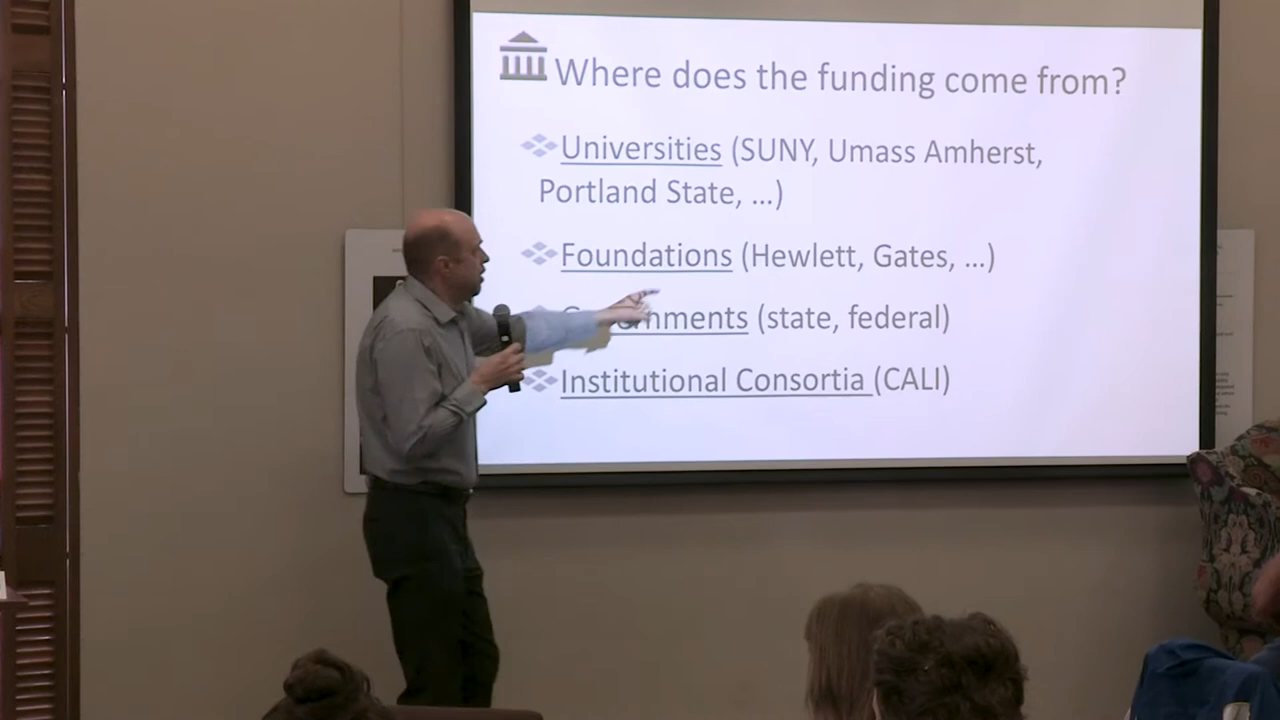 Where does the funding come from?
Universities (SUNY, Umass Amherst,
Portland State, ...)
Foundations (Hewlett, Gates, ...)
(state, federal)
Institutional Consortia (CALI)